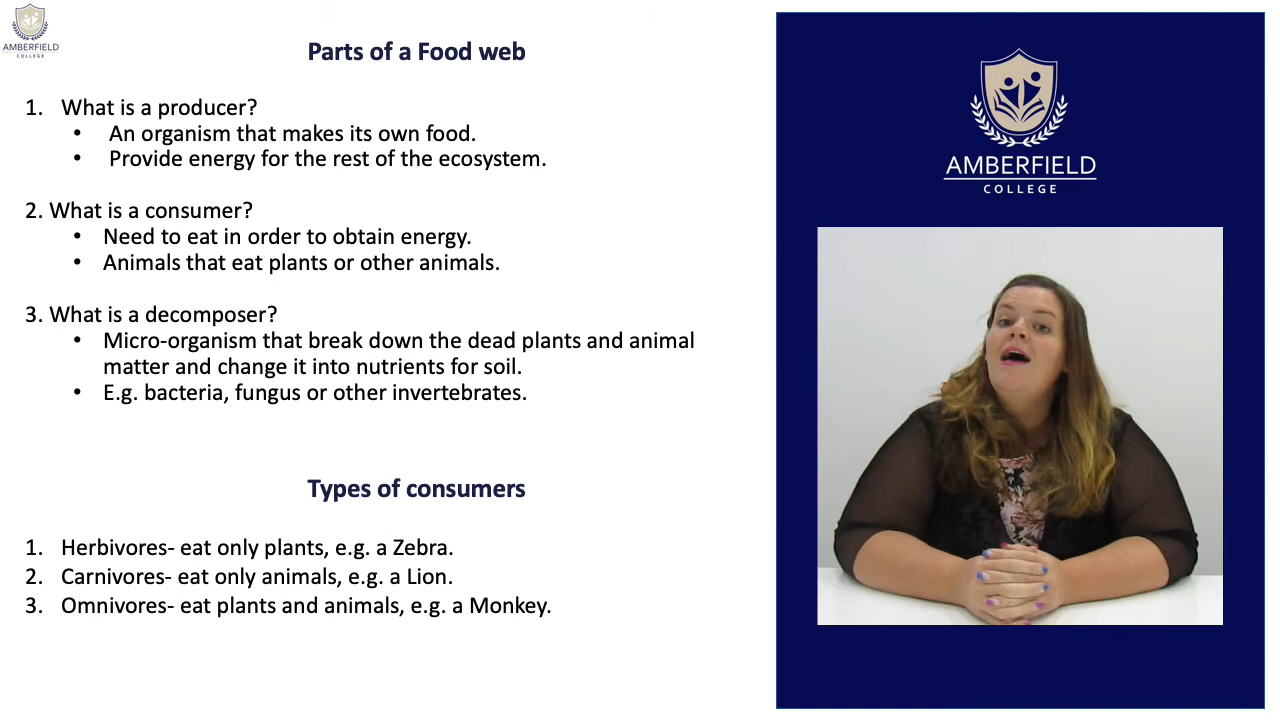 AMBERFIELD
COLLEGE
Parts of a Food web
1. What is a producer?
• An organism that makes its own food.
• Provide energy for the rest of the ecosystem.
2. What is a consumer?
• Need to eat in order to obtain energy.
• Animals that eat plants or other animals.
3. What is a decomposer?
• Micro-organism that break down the dead plants and animal
matter and change it into nutrients for soil.
• E.g. bacteria, fungus or other invertebrates.
Types of consumers
1. Herbivores- eat only plants, e.g. a Zebra.
2. Carnivores- eat only animals, e.g. a Lion.
3. Omnivores- eat plants and animals, e.g. a Monkey.
AMBERFIELD
COLLEGE